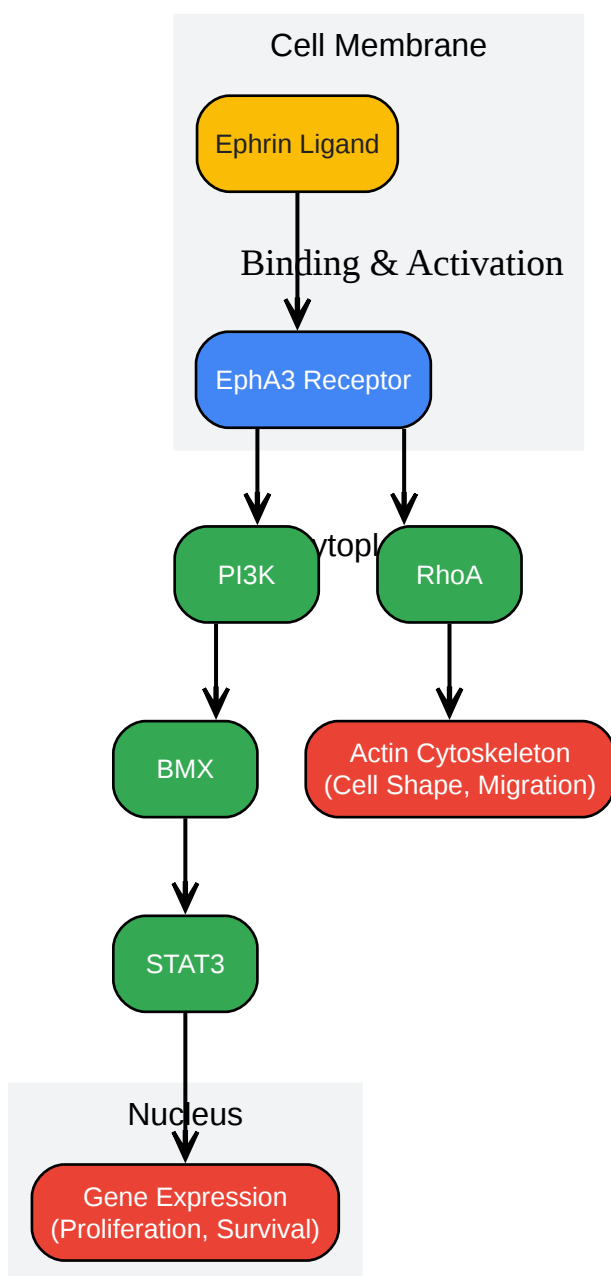 Cell Membrane
Ephrin Ligand
Binding & Activation
EphA3 Receptor
PI3K
RhoA
BMX
Actin Cytoskeleton
(Cell Shape, Migration)
STAT3
Nucleus
Gene Expression
(Proliferation, Survival)